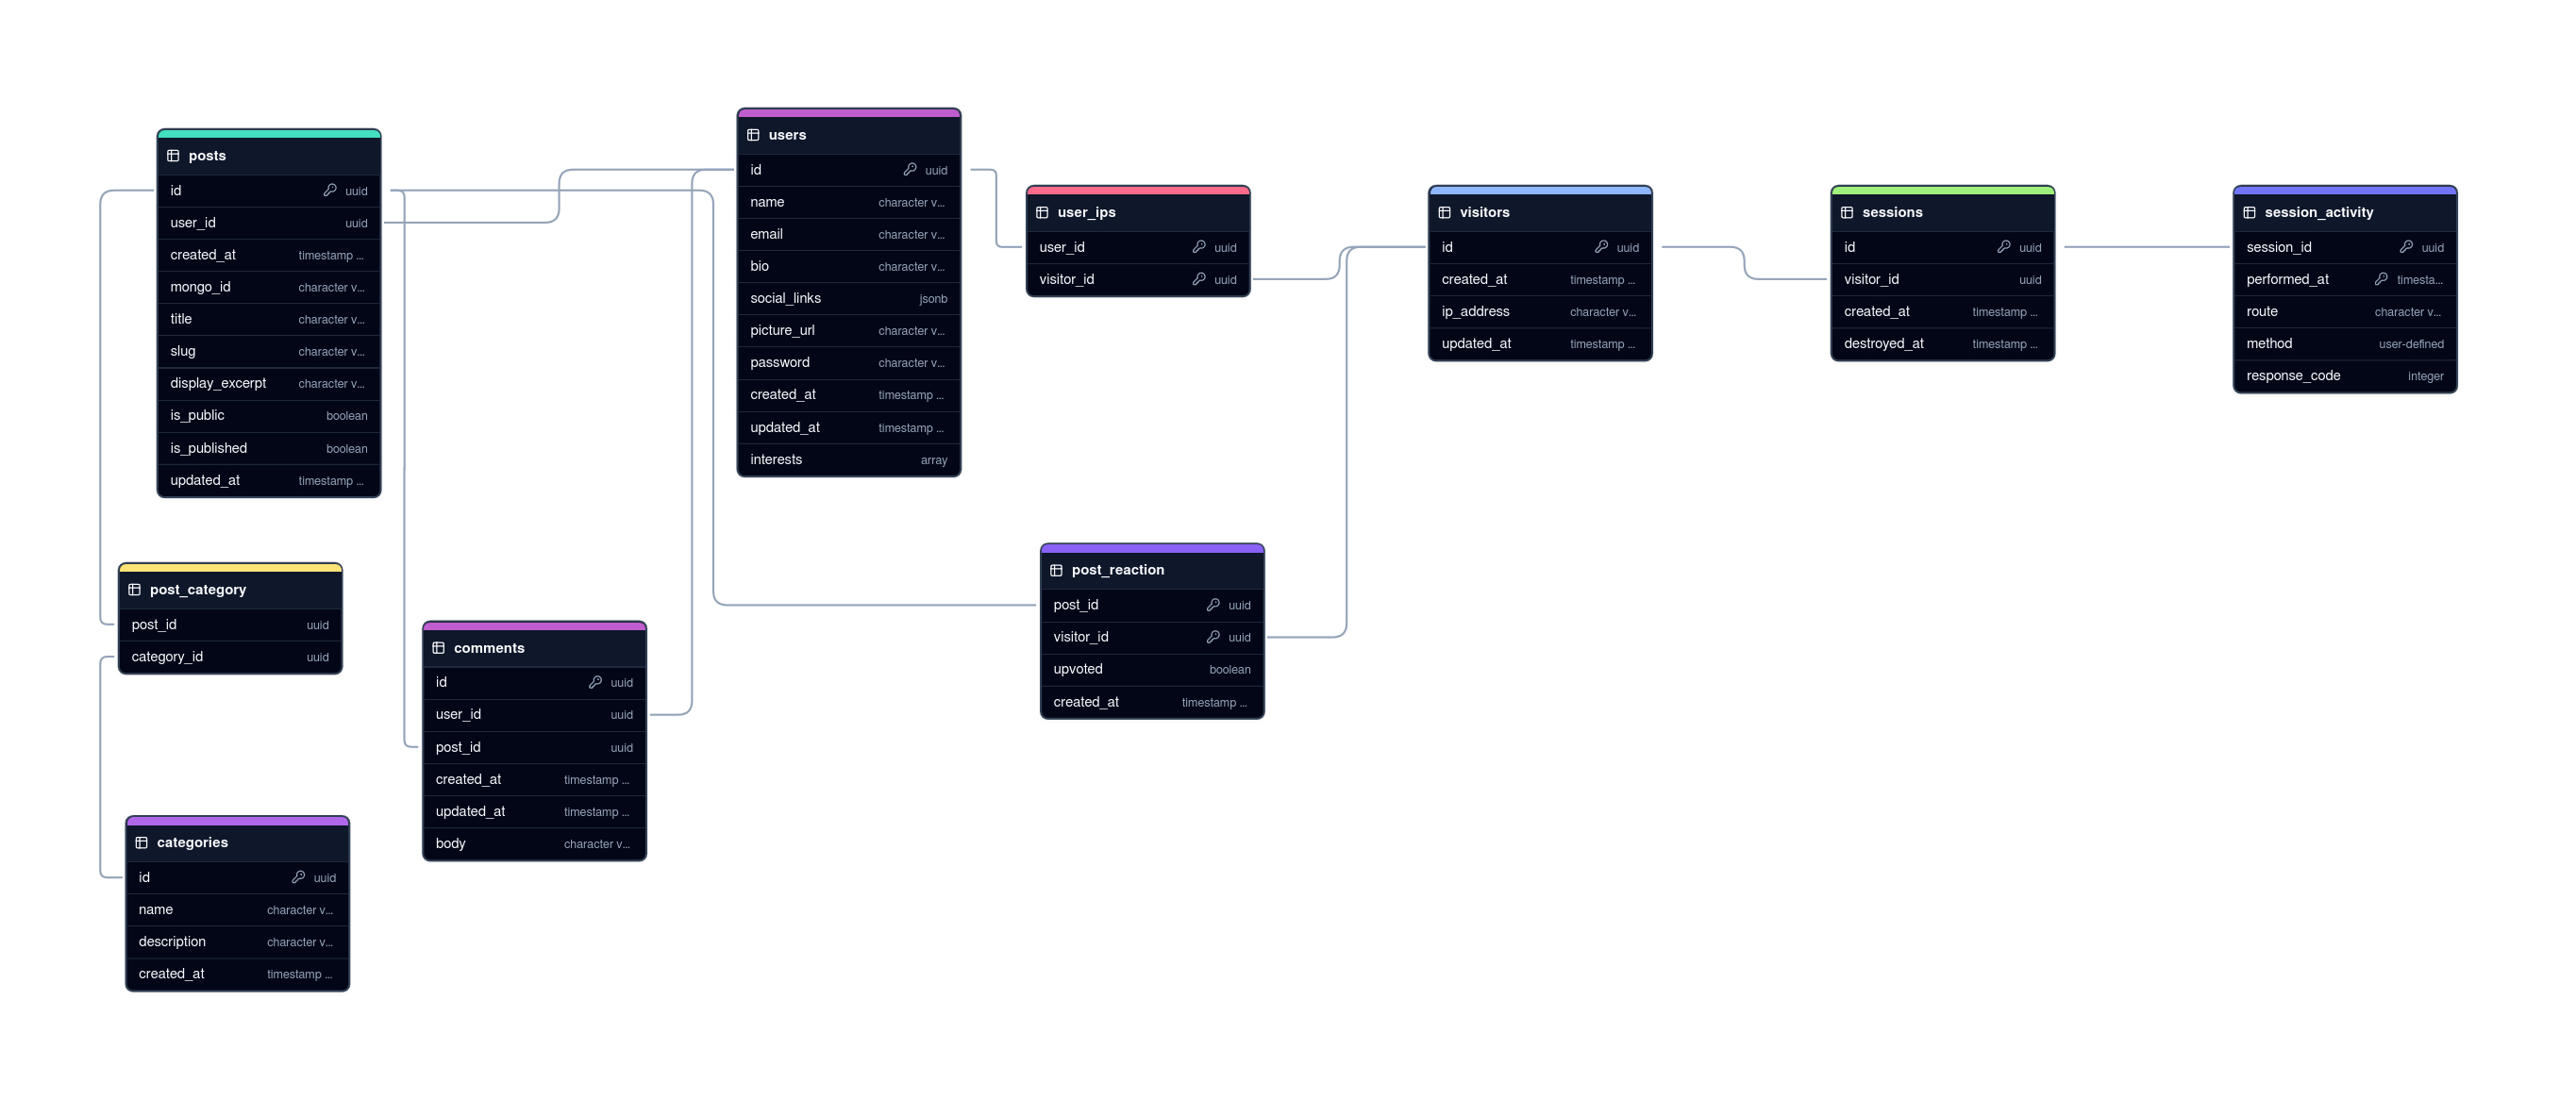 posts
id uuid
user_id uuid
created_at timestamp ...
mongo_id character v...
title character v...
slug character v...
display_excerpt character v...
is_public boolean
is_published boolean
updated_at timestamp ...
post_category
post_id uuid
category_id uuid
categories
id uuid
name character v...
description character v...
created_at timestamp ...
comments
id uuid
user_id uuid
post_id uuid
created_at timestamp ...
updated_at timestamp ...
body character v...
users
id uuid
name character v...
email character v...
bio character v...
social_links jsonb
picture_url character v...
password character v...
created_at timestamp ...
updated_at timestamp ...
interests array
user_ips
user_id uuid
visitor_id uuid
post_reaction
post_id uuid
visitor_id uuid
upvoted boolean
created_at timestamp ...
visitors
id uuid
created_at timestamp ...
ip_address character v...
updated_at timestamp ...
sessions
id uuid
visitor_id uuid
created_at timestamp ...
destroyed_at timestamp ...
session_activity
session_id uuid
performed_at timesta...
route character v...
method user-defined
response_code integer